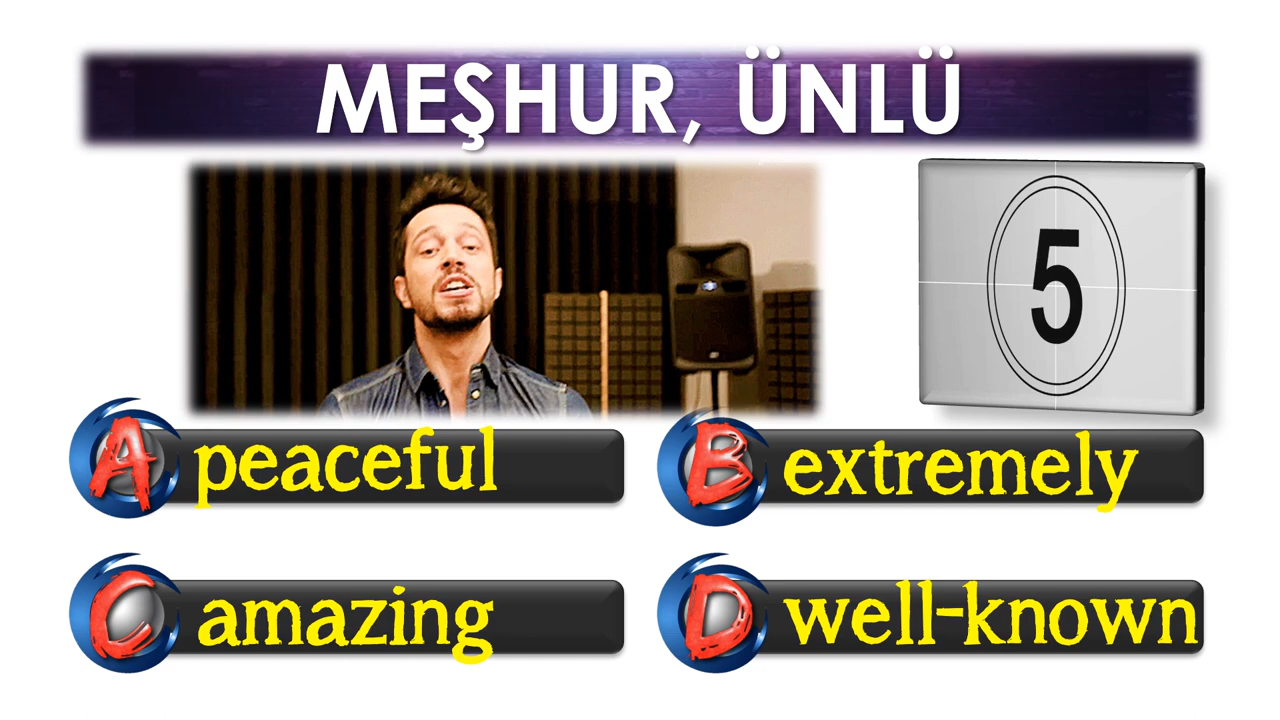 MEŞHUR, ÜNLÜ
5
A peaceful
B extremely
C amazing
D well-known